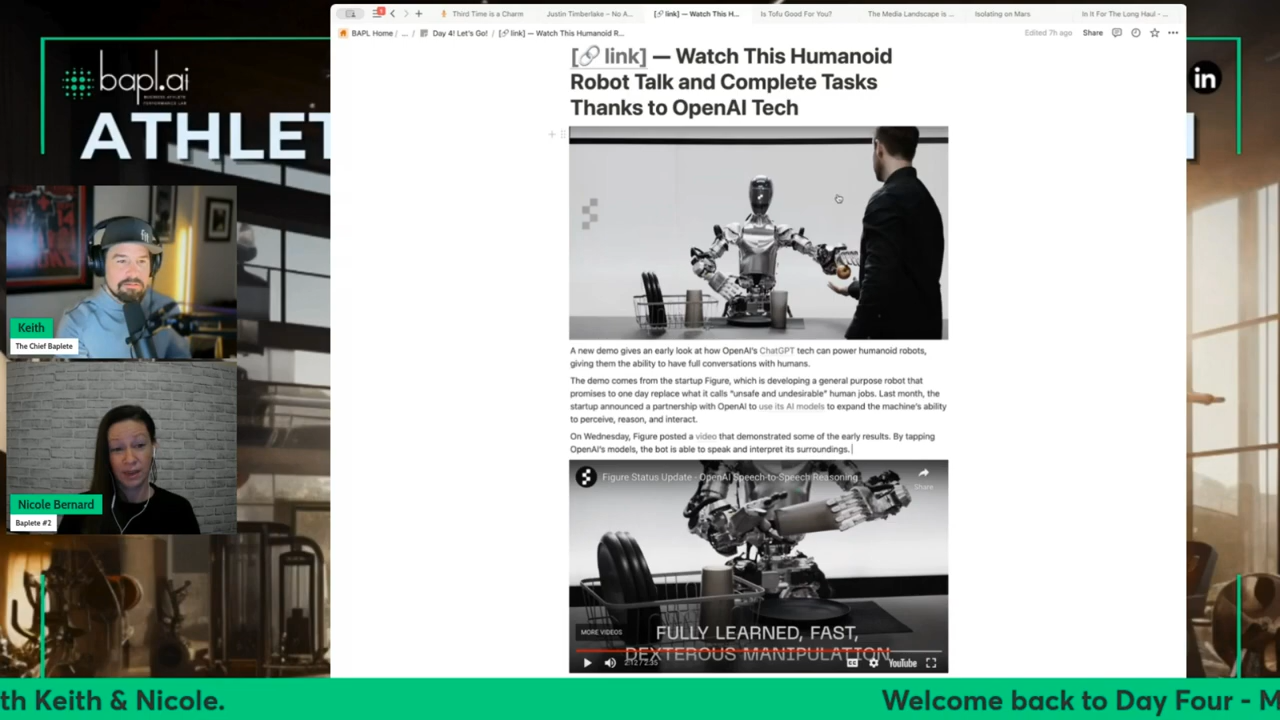 Third Time is a Charm
Justin Timberlake – No A...
[🔗 link] — Watch This H...
Is Tofu Good For You?
The Media Landscape is ...
Isolating on Mars
In It For The Long Haul - ...
BAPL Home / ... / Day 4! Let's Go! / [🔗 link] — Watch This Humanoid R...
Edited 7h ago
Share
bapl.ai
ATHLET
in
[🔗 link] — Watch This Humanoid
Robot Talk and Complete Tasks
Thanks to OpenAI Tech
fit
Keith
The Chief Baplete
Nicole Bernard
Baplete #2
A new demo gives an early look at how OpenAI's ChatGPT tech can power humanoid robots,
giving them the ability to have full conversations with humans.
The demo comes from the startup Figure, which is developing a general purpose robot that
promises to one day replace what it calls "unsafe and undesirable" human jobs. Last month, the
startup announced a partnership with OpenAI to use its AI models to expand the machine's ability
to perceive, reason, and interact.
On Wednesday, Figure posted a video that demonstrated some of the early results. By tapping
OpenAI's models, the bot is able to speak and interpret its surroundings.
Figure Status Update - OpenAI Speech-to-Speech Reasoning
Share
MORE VIDEOS
FULLY LEARNED, FAST,
DEXTEROUS MANIPULATION
2:12 / 2:35
CC
YouTube
th Keith & Nicole.
Welcome back to Day Four - M